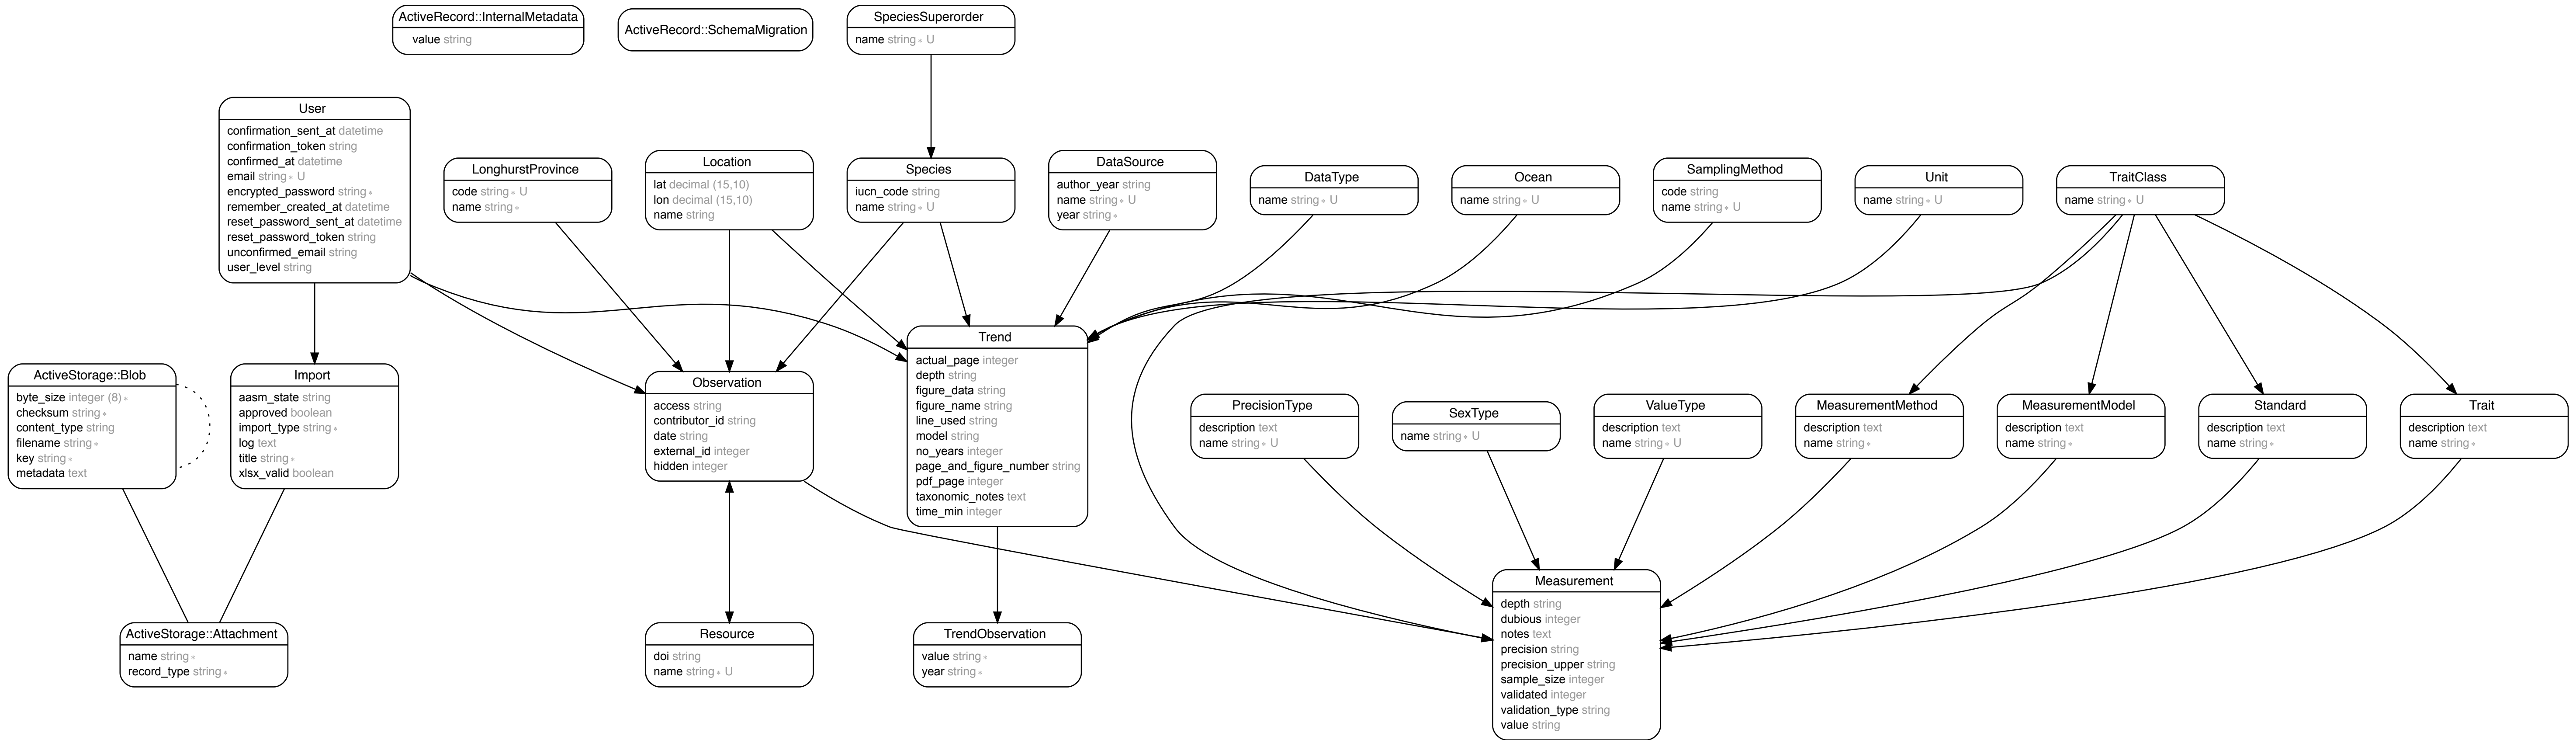 ActiveRecord::InternalMetadata
value string
ActiveRecord::SchemaMigration
SpeciesSuperorder
name string * U
User
confirmation_sent_at datetime
confirmation_token string
confirmed_at datetime
email string * U
encrypted_password string *
remember_created_at datetime
reset_password_sent_at datetime
reset_password_token string
unconfirmed_email string
user_level string
LonghurstProvince
code string * U
name string *
Location
lat decimal (15,10)
lon decimal (15,10)
name string
Species
iucn_code string
name string * U
DataSource
author_year string
name string * U
year string *
DataType
name string * U
Ocean
name string * U
SamplingMethod
code string
name string * U
Unit
name string * U
TraitClass
name string * U
ActiveStorage::Blob
byte_size integer (8) *
checksum string *
content_type string
filename string *
key string *
metadata text
Import
aasm_state string
approved boolean
import_type string *
log text
title string *
xlsx_valid boolean
Observation
access string
contributor_id string
date string
external_id integer
hidden integer
Trend
actual_page integer
depth string
figure_data string
figure_name string
line_used string
model string
no_years integer
page_and_figure_number string
pdf_page integer
taxonomic_notes text
time_min integer
PrecisionType
description text
name string * U
SexType
name string * U
ValueType
description text
name string * U
MeasurementMethod
description text
name string *
MeasurementModel
description text
name string *
Standard
description text
name string *
Trait
description text
name string *
ActiveStorage::Attachment
name string *
record_type string *
Resource
doi string
name string * U
TrendObservation
value string *
year string *
Measurement
depth string
dubious integer
notes text
precision string
precision_upper string
sample_size integer
validated integer
validation_type string
value string